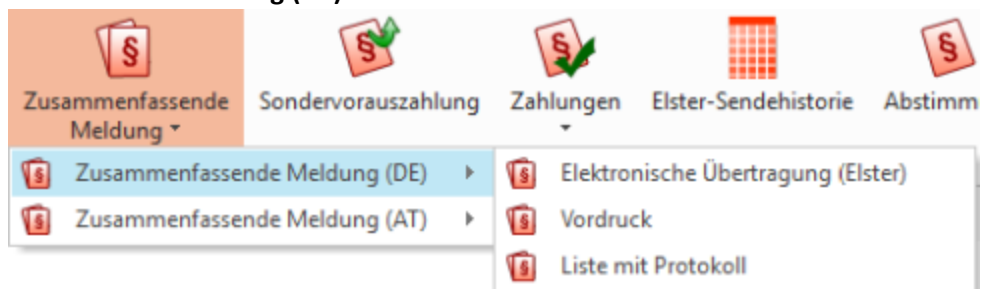 Zusammenfassende Meldung
Sondervorauszahlung
Zahlungen
Elster-Sendehistorie
Abstimm
Zusammenfassende Meldung (DE)
Zusammenfassende Meldung (AT)
Elektronische Übertragung (Elster)
Vordruck
Liste mit Protokoll